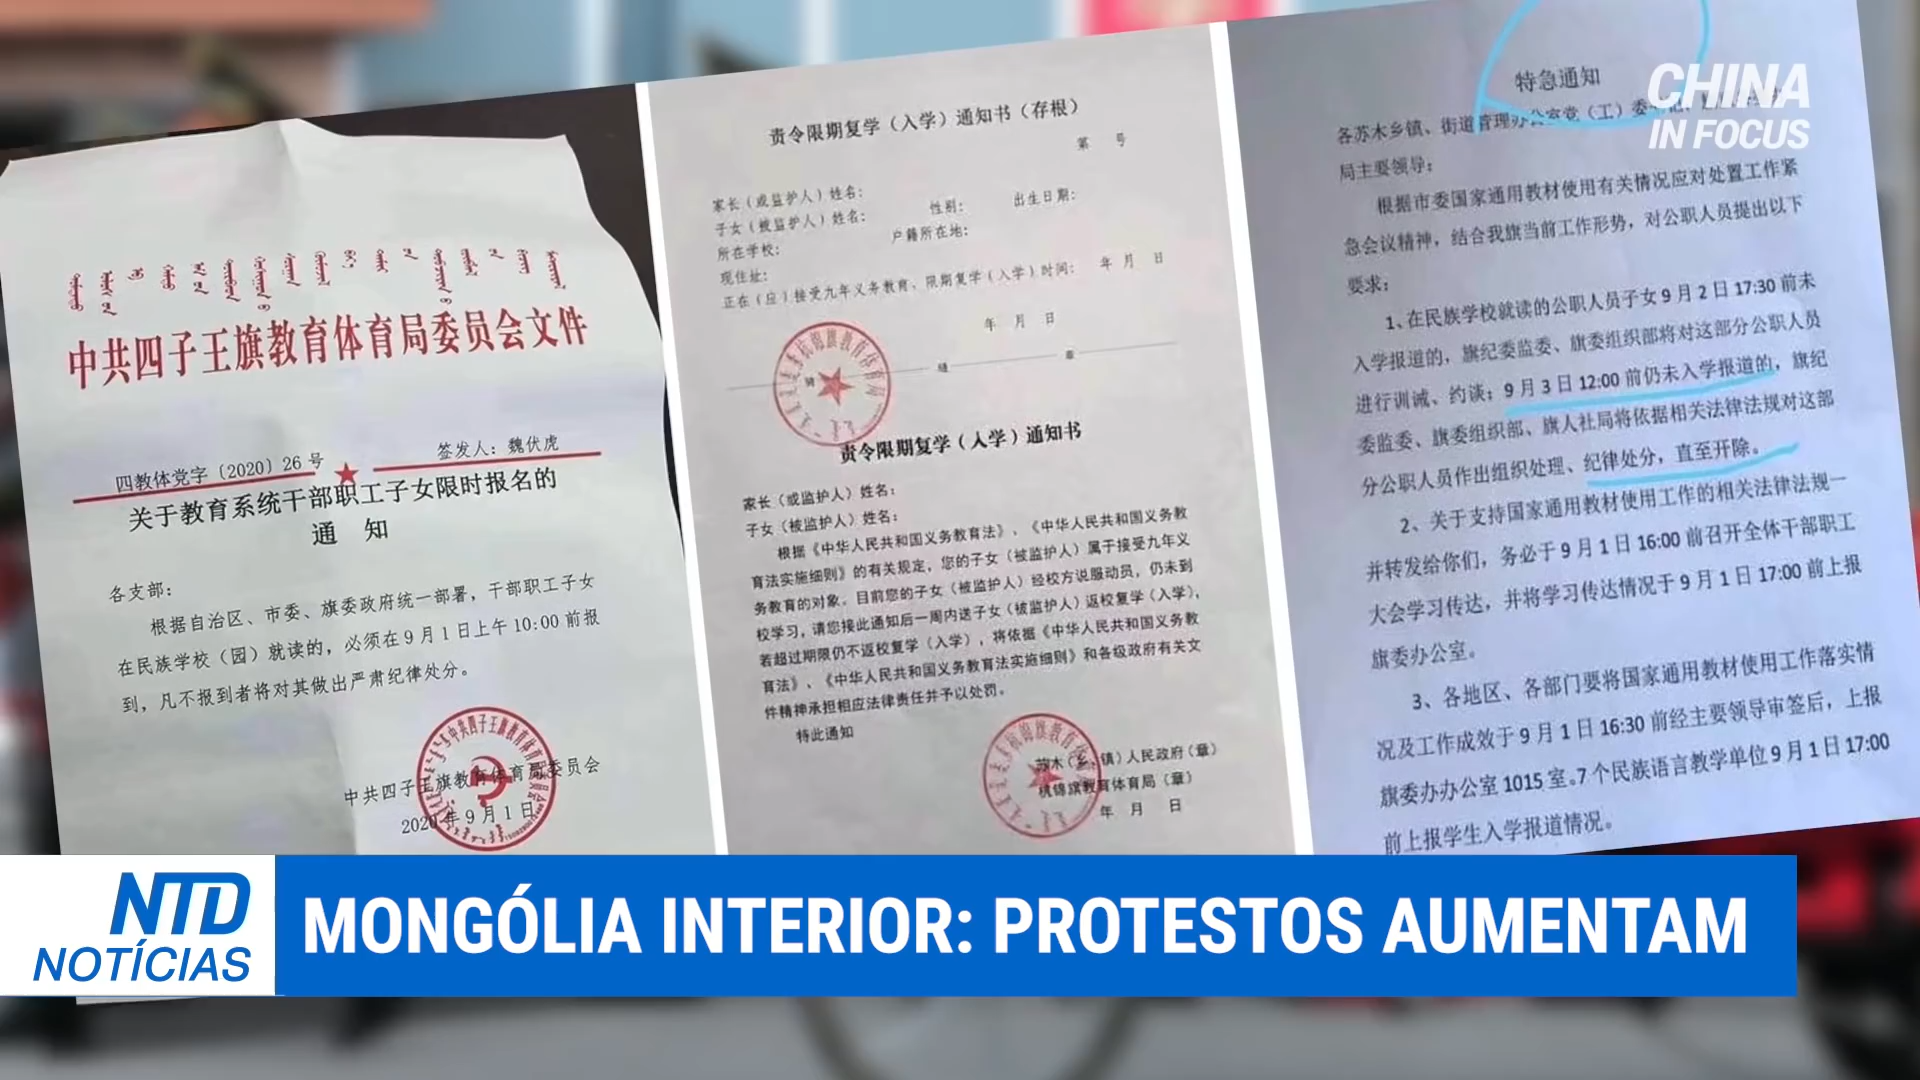 中共四子王旗教育体育局委员会文件
四教体党字〔2020〕26号
签发人：魏伏虎
关于教育系统干部职工子女限时报名的
通 知
各支部：
根据自治区、市委、旗委政府统一部署，干部职工子女
在民族学校（园）就读的，必须在9月1日上午10:00前报
到，凡不报到者将对其做出严肃纪律处分。
中共四子王旗教育体育局委员会
2020年9月1日
责令限期复学（入学）通知书（存根）
第 号
家长（或监护人）姓名：
子女（被监护人）姓名： 性别： 出生日期：
所在学校： 户籍所在地：
现住址：
正在（应）接受九年义务教育、限期复学（入学）时间： 年 月 日
年 月 日
骑 缝 章
杭锦旗教育体育局
责令限期复学（入学）通知书
家长（或监护人）姓名：
子女（被监护人）姓名：
根据《中华人民共和国义务教育法》、《中华人民共和国义务教
育法实施细则》的有关规定，您的子女（被监护人）属于接受九年义
务教育的对象。目前您的子女（被监护人）经校方说服动员，仍未到
校学习，请您接此通知后一周内送子女（被监护人）返校复学（入学），
若超过期限仍不返校复学（入学），将依据《中华人民共和国义务教
育法》、《中华人民共和国义务教育法实施细则》和各级政府有关文
件精神承担相应法律责任并予以处罚。
特此通知
苏木（乡、镇）人民政府（章）
杭锦旗教育体育局（章）
年 月 日
特急通知
各苏木乡镇、街道管理办公室党（工）委
局主要领导：
根据市委国家通用教材使用有关情况应对处置工作紧
急会议精神，结合我旗当前工作形势，对公职人员提出以下
要求：
1、在民族学校就读的公职人员子女9月2日17:30前未
入学报道的，旗纪委监委、旗委组织部将对这部分公职人员
进行训诫、约谈；9月3日12:00前仍未入学报道的，旗纪
委监委、旗委组织部、旗人社局将依据相关法律法规对这部
分公职人员作出组织处理、纪律处分，直至开除。
2、关于支持国家通用教材使用工作的相关法律法规一
并转发给你们，务必于9月1日16:00前召开全体干部职工
大会学习传达，并将学习传达情况于9月1日17:00前上报
旗委办公室。
3、各地区、各部门要将国家通用教材使用工作落实情
况及工作成效于9月1日16:30前经主要领导审签后，上报
旗委办办公室1015室。7个民族语言教学单位9月1日17:00
前上报学生入学报道情况。
CHINA
IN FOCUS
NTD
NOTÍCIAS
MONGÓLIA INTERIOR: PROTESTOS AUMENTAM